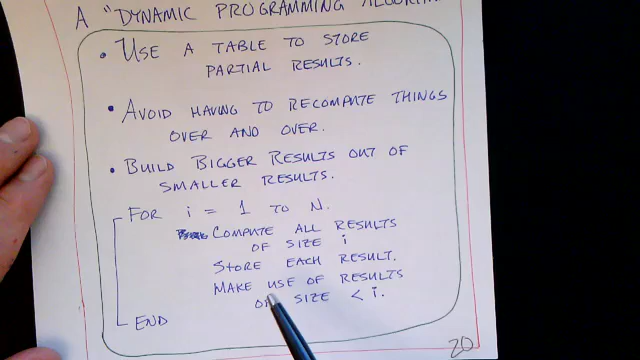 A "DYNAMIC PROGRAMMING
• USE A TABLE TO STORE
PARTIAL RESULTS.
• AVOID HAVING TO RECOMPUTE THINGS
OVER AND OVER.
• BUILD BIGGER RESULTS OUT OF
SMALLER RESULTS.
FOR i = 1 TO N.
COMPUTE ALL RESULTS
OF SIZE i
STORE EACH RESULT.
MAKE USE OF RESULTS
OF SIZE < i.
END
20